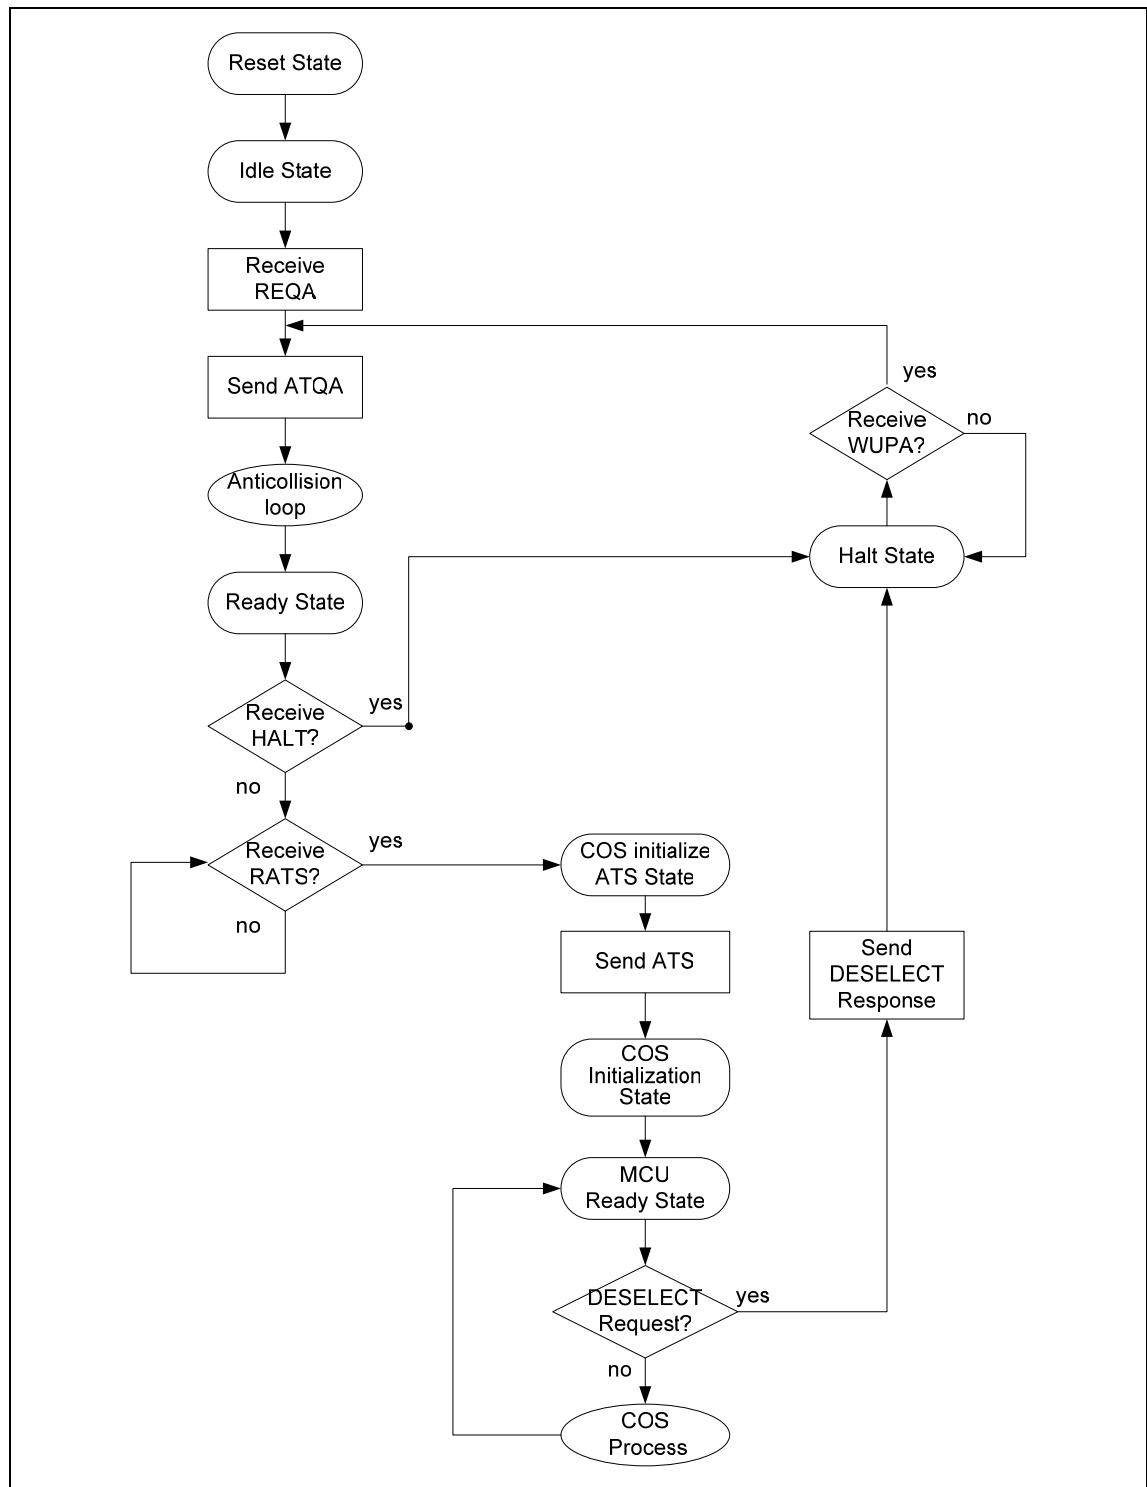 Reset State
Idle State
Receive
REQA
Send ATQA
yes
Receive
WUPA?
no
Anticollision
loop
Halt State
Ready State
Receive
HALT?
yes
no
Receive
RATS?
yes
no
COS initialize
ATS State
Send ATS
Send
DESELECT
Response
COS
Initialization
State
MCU
Ready State
DESELECT
Request?
yes
no
COS
Process